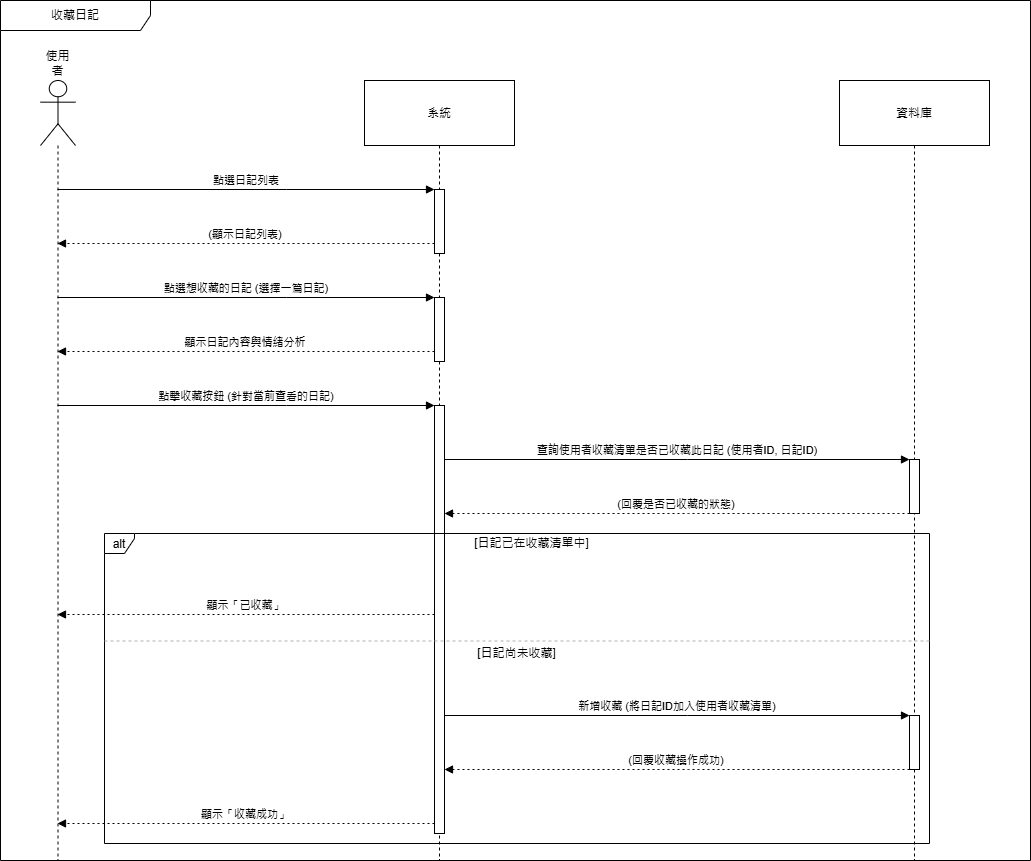 收藏日記
使用
者
系統
資料庫
點選日記列表
(顯示日記列表)
點選想收藏的日記 (選擇一篇日記)
顯示日記內容與情緒分析
點擊收藏按鈕 (針對當前查看的日記)
查詢使用者收藏清單是否已收藏此日記 (使用者ID, 日記ID)
(回覆是否已收藏的狀態)
alt
[日記已在收藏清單中]
顯示「已收藏」
[日記尚未收藏]
新增收藏 (將日記ID加入使用者收藏清單)
(回覆收藏操作成功)
顯示「收藏成功」